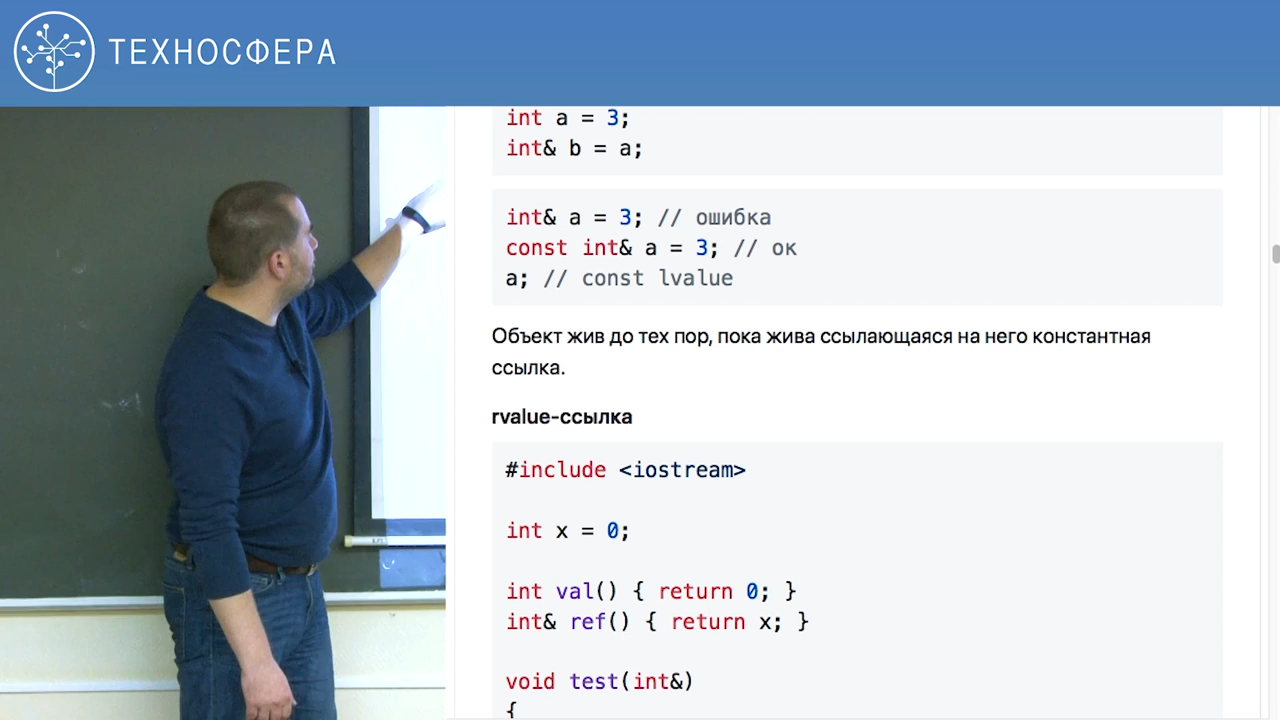 ТЕХНОСФЕРА
int a = 3;
int& b = a;
int& a = 3; // ошибка
const int& a = 3; // ок
a; // const lvalue
Объект жив до тех пор, пока жива ссылающаяся на него константная
ссылка.
rvalue-ссылка
#include <iostream>
int x = 0;
int val() { return 0; }
int& ref() { return x; }
void test(int&)
{